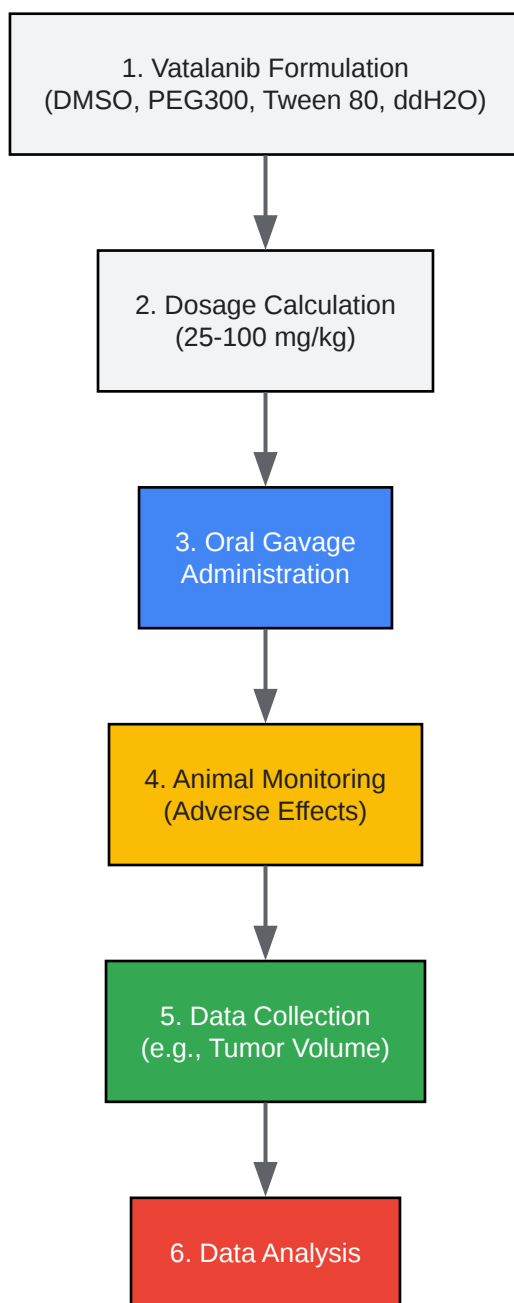 1. Vatalanib Formulation
(DMSO, PEG300, Tween 80, ddH2O)
2. Dosage Calculation
(25-100 mg/kg)
3. Oral Gavage
Administration
4. Animal Monitoring
(Adverse Effects)
5. Data Collection
(e.g., Tumor Volume)
6. Data Analysis